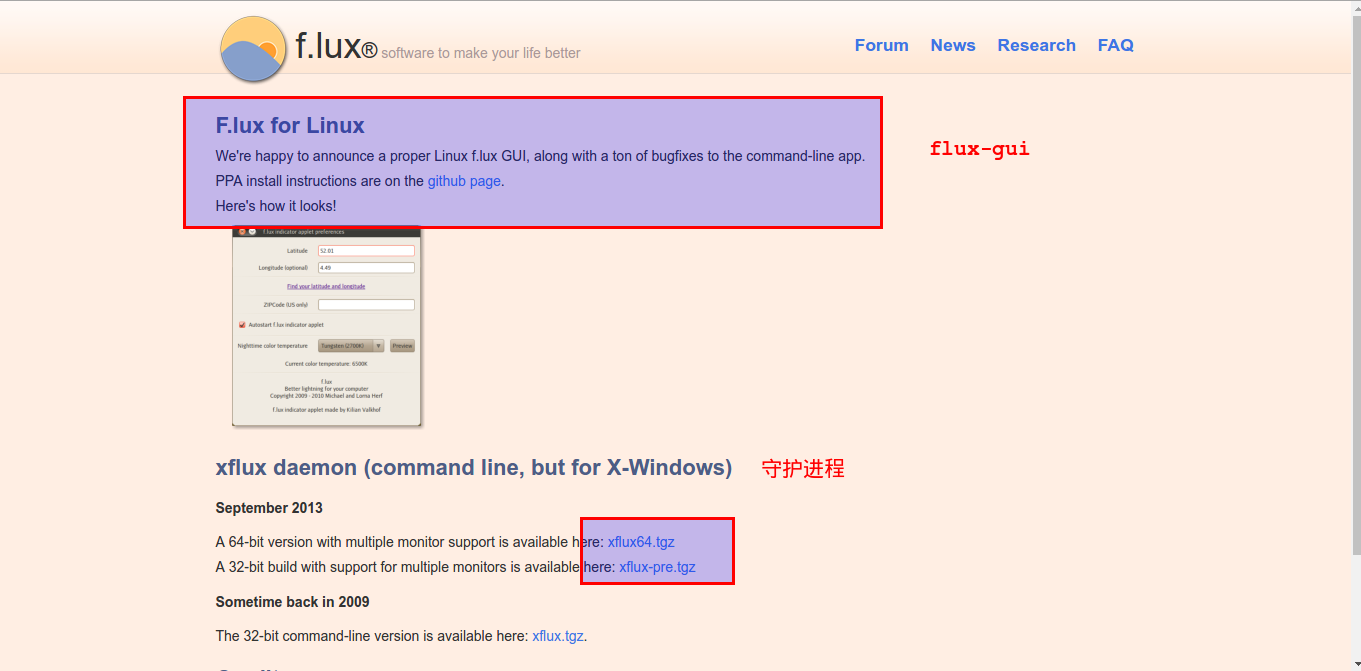 f.lux® software to make your life better
Forum News Research FAQ
F.lux for Linux
flux-gui
We're happy to announce a proper Linux f.lux GUI, along with a ton of bugfixes to the command-line app.
PPA install instructions are on the github page.
Here's how it looks!
f.lux indicator applet preferences
Latitude 52.01
Longitude (optional) 4.49
Find your latitude and longitude
ZIPCode (US only)
Autostart f.lux indicator applet
Nighttime color temperature Tungsten (2700K) Preview
Current color temperature: 6500K
f.lux
Better lightning for your computer
Copyright 2009 - 2010 Michael and Lorna Herf
f.lux indicator applet made by Kilian Valkhof
xflux daemon (command line, but for X-Windows) 守护进程
September 2013
A 64-bit version with multiple monitor support is available here: xflux64.tgz
A 32-bit build with support for multiple monitors is available here: xflux-pre.tgz
Sometime back in 2009
The 32-bit command-line version is available here: xflux.tgz.